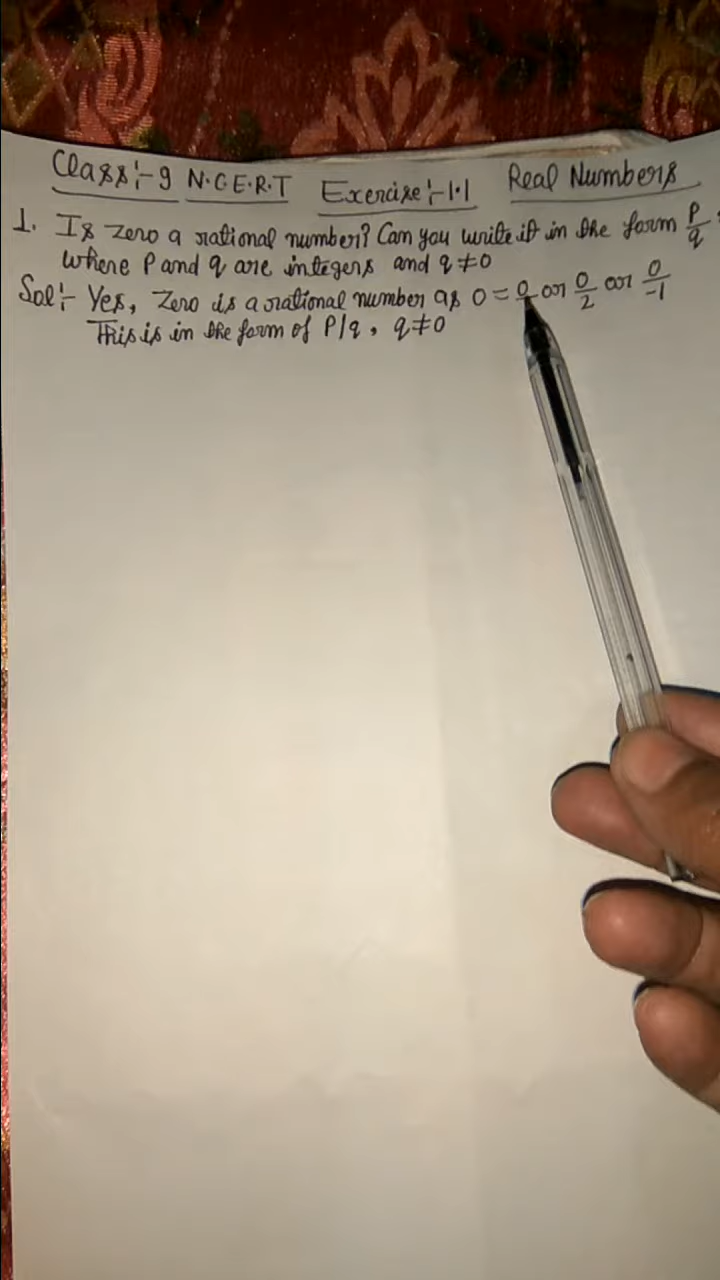 Class:-9 N.C.E.R.T Exercise:-1.1 Real Numbers
1. Is zero a rational number? Can you write it in the form P/q,
where P and q are integers and q≠0
Sol:- Yes, Zero is a rational number as 0 = 0/ or 0/2 or 0/-1
This is in the form of P/q, q≠0